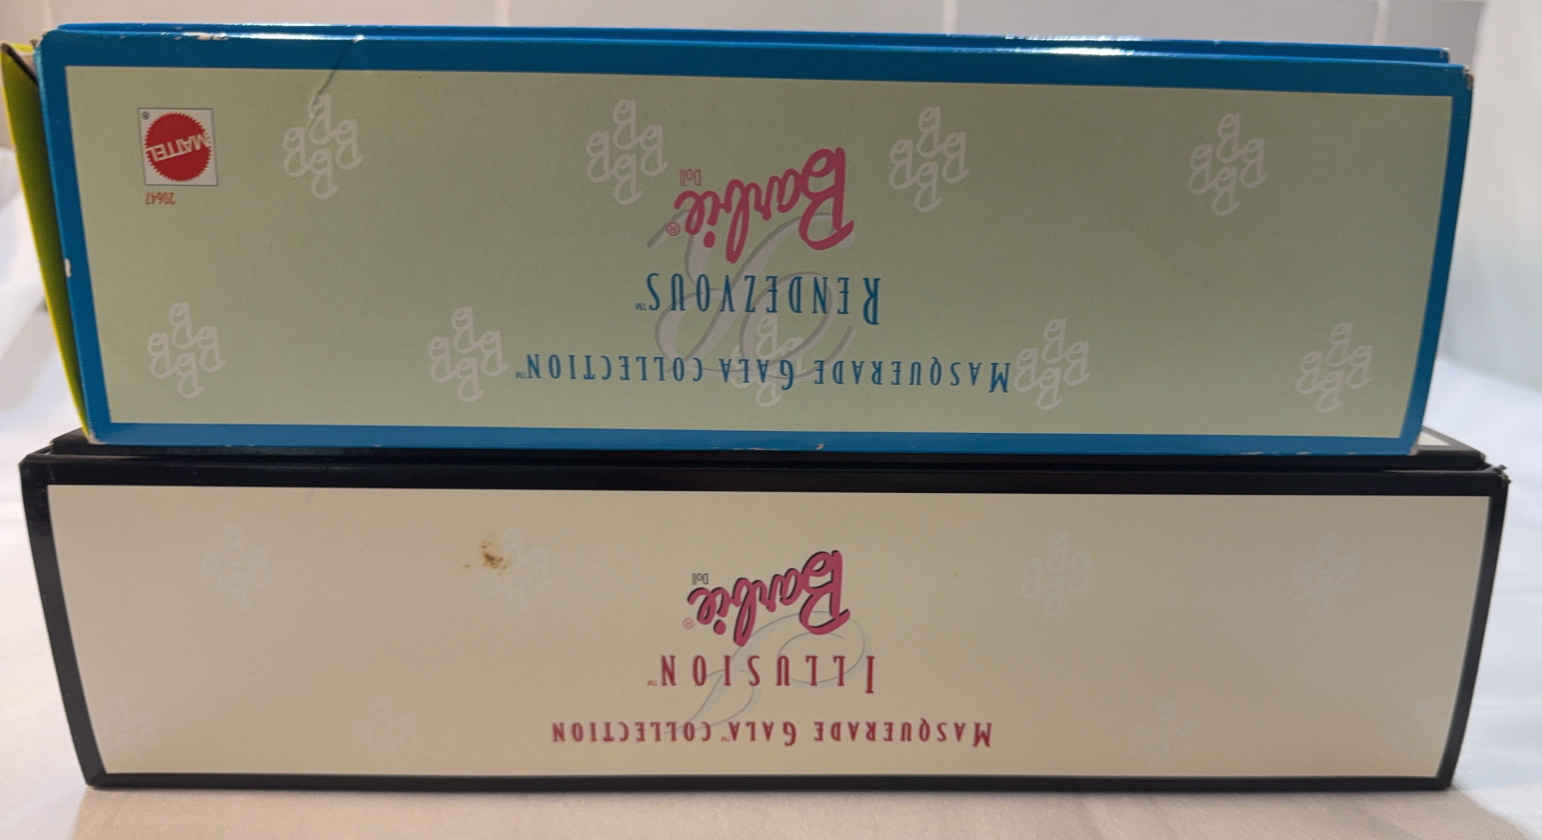 MASQUERADE GALA™ COLLECTION
ILLUSION™
Barbie®
Doll
MASQUERADE GALA COLLECTION™
RENDEZVOUS™
Barbie®
Doll
20647
MATTEL®